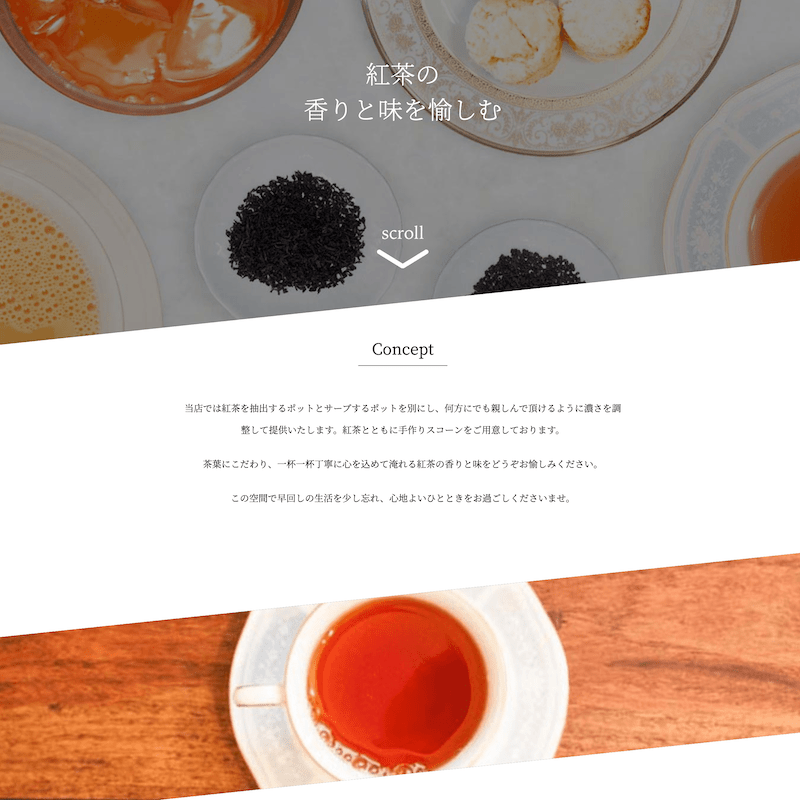 紅茶の
香りと味を愉しむ
scroll
Concept
当店では紅茶を抽出するポットとサーブするポットを別にし、何方にでも親しんで頂けるように濃さを調
整して提供いたします。紅茶とともに手作りスコーンをご用意しております。
茶葉にこだわり、一杯一杯丁寧に心を込めて淹れる紅茶の香りと味をどうぞお愉しみください。
この空間で早回しの生活を少し忘れ、心地よいひとときをお過ごしくださいませ。